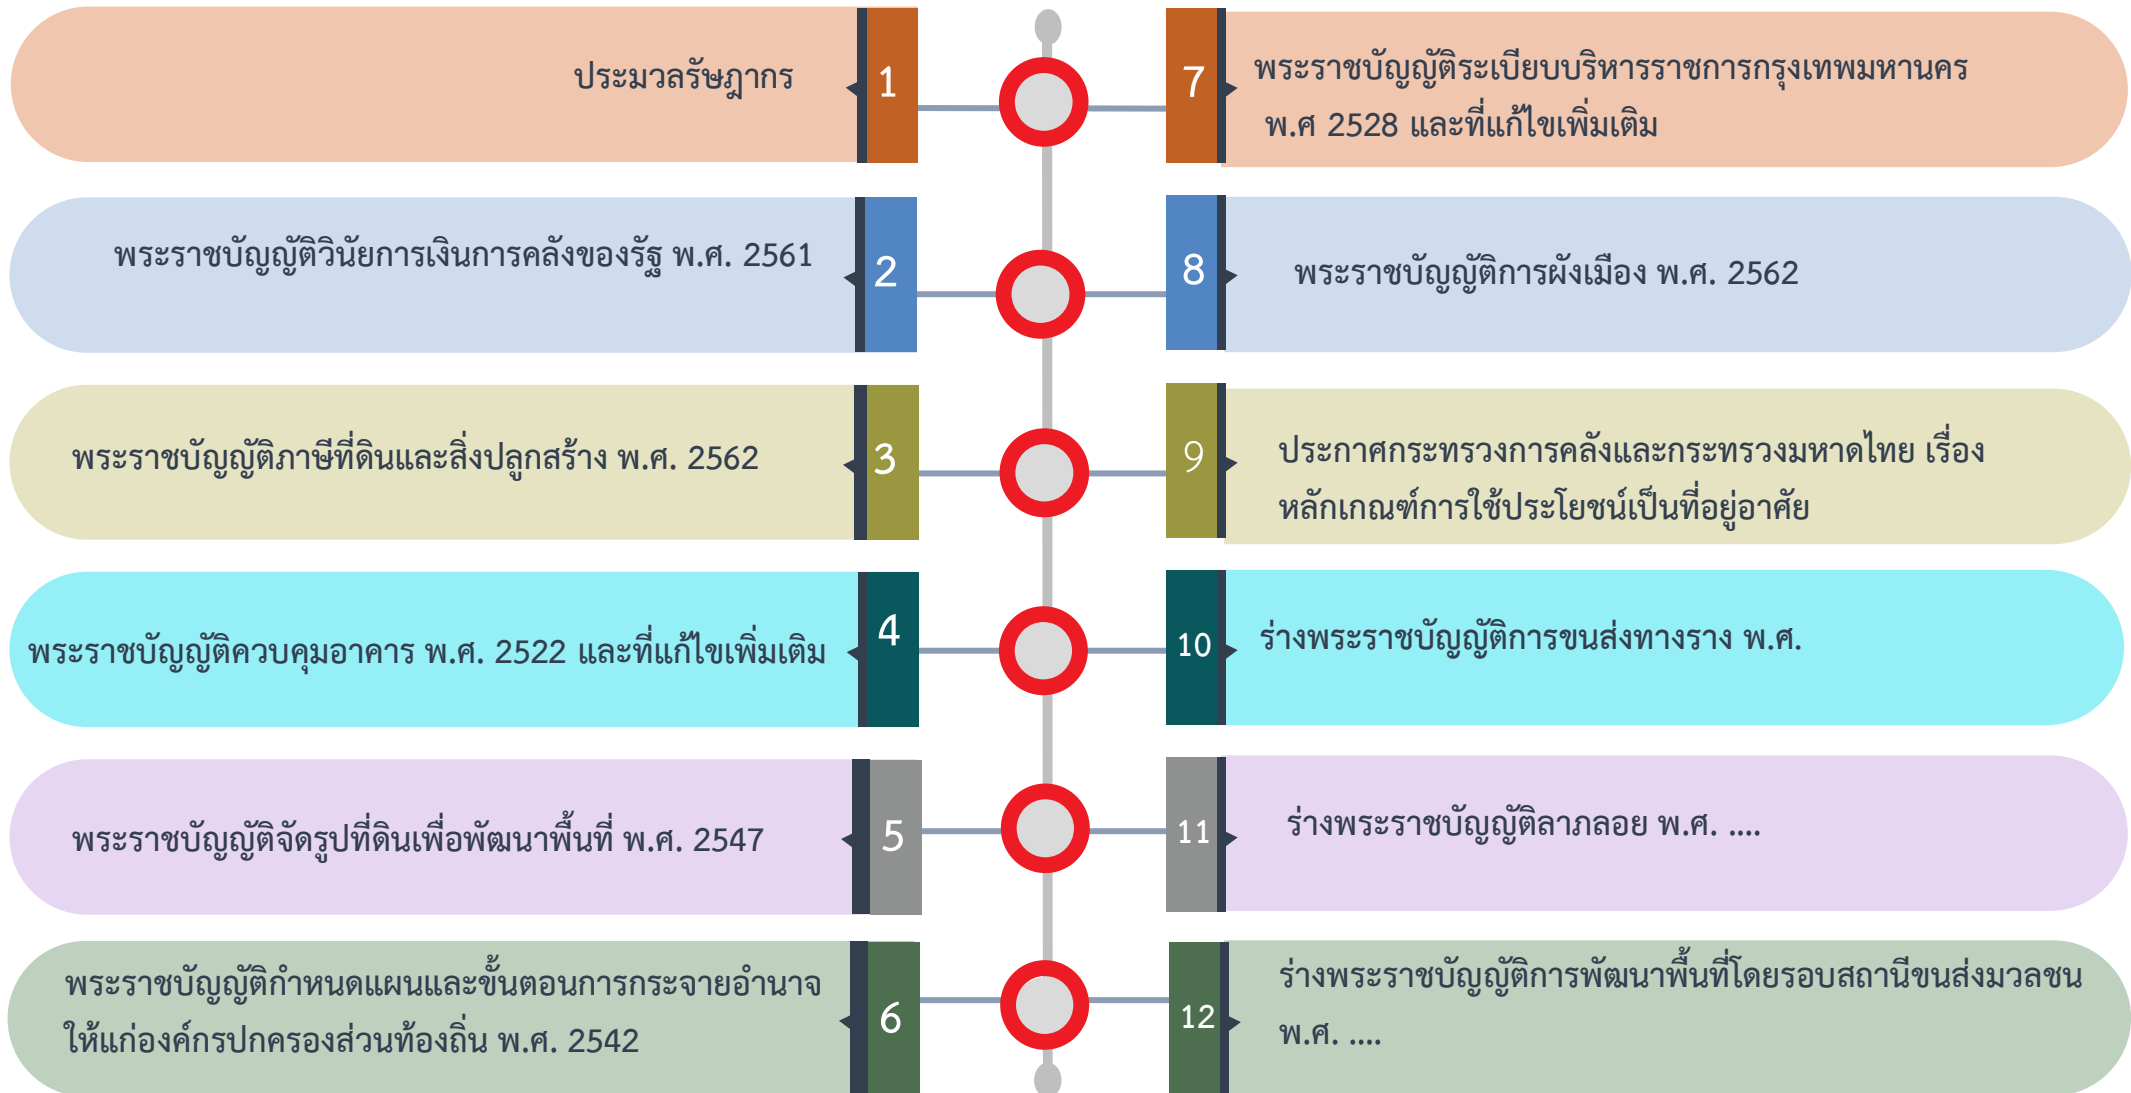 ประมวลรัษฎากร
1
พระราชบัญญัติวินัยการเงินการคลังของรัฐ พ.ศ. 2561
2
พระราชบัญญัติภาษีที่ดินและสิ่งปลูกสร้าง พ.ศ. 2562
3
พระราชบัญญัติควบคุมอาคาร พ.ศ. 2522 และที่แก้ไขเพิ่มเติม
4
พระราชบัญญัติจัดรูปที่ดินเพื่อพัฒนาพื้นที่ พ.ศ. 2547
5
พระราชบัญญัติกำหนดแผนและขั้นตอนการกระจายอำนาจ
ให้แก่องค์กรปกครองส่วนท้องถิ่น พ.ศ. 2542
6
7
พระราชบัญญัติระเบียบบริหารราชการกรุงเทพมหานคร
พ.ศ 2528 และที่แก้ไขเพิ่มเติม
8
พระราชบัญญัติการผังเมือง พ.ศ. 2562
9
ประกาศกระทรวงการคลังและกระทรวงมหาดไทย เรื่อง
หลักเกณฑ์การใช้ประโยชน์เป็นที่อยู่อาศัย
10
ร่างพระราชบัญญัติการขนส่งทางราง พ.ศ.
11
ร่างพระราชบัญญัติลาภลอย พ.ศ. ....
12
ร่างพระราชบัญญัติการพัฒนาพื้นที่โดยรอบสถานีขนส่งมวลชน
พ.ศ. ....